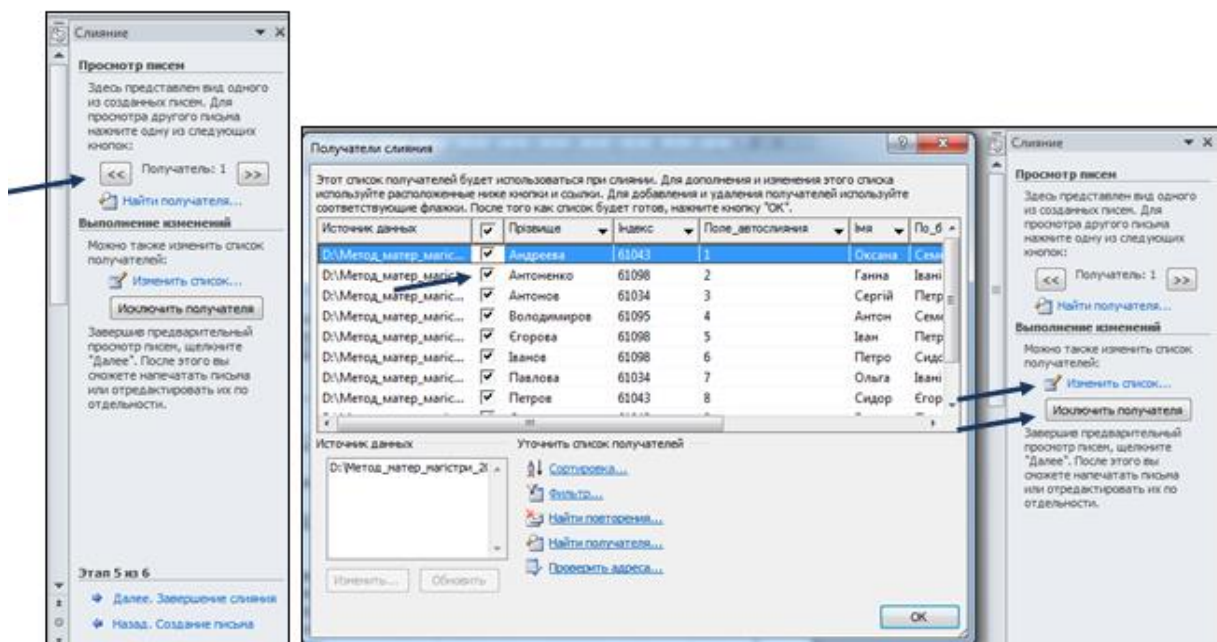 Слияние
Просмотр писем
Здесь представлен вид одного
из созданных писем. Для
просмотра другого письма
нажмите одну из следующих
кнопок:
<< Получатель: 1 >>
Найти получателя...
Выполнение изменений
Можно также изменить список
получателей:
Изменить список...
Исключить получателя
Завершив предварительный
просмотр писем, щелкните
"Далее". После этого вы
сможете напечатать письма
или отредактировать их по
отдельности.
Этап 5 из 6
Далее. Завершение слияния
Назад. Создание письма
Получатели слияния
Этот список получателей будет использоваться при слиянии. Для дополнения и изменения этого списка
используйте расположенные ниже кнопки и ссылки. Для добавления и удаления получателей используйте
соответствующие флажки. После того как список будет готов, нажмите кнопку "ОК".
Источник данных Прізвище Індекс Поле_автослияния Імя По_б
D:\Метод_матер_магіс... Андреева 61043 1 Оксана Семе
D:\Метод_матер_магіс... Антоненко 61098 2 Ганна Івані
D:\Метод_матер_магіс... Антонов 61034 3 Сергій Петр
D:\Метод_матер_магіс... Володимиров 61095 4 Антон Семе
D:\Метод_матер_магіс... Єгорова 61098 5 Іван Петр
D:\Метод_матер_магіс... Іванов 61098 6 Петро Сидо
D:\Метод_матер_магіс... Павлова 61034 7 Ольга Івані
D:\Метод_матер_магіс... Петров 61043 8 Сидор Єгор
Источник данных
D:\Метод_матер_магістри_2(
Изменить... Обновить
Уточнить список получателей
Сортировка...
Фильтр...
Найти повторения...
Найти получателя...
Проверить адреса...
ОК
Слияние
Просмотр писем
Здесь представлен вид одного
из созданных писем. Для
просмотра другого письма
нажмите одну из следующих
кнопок:
<< Получатель: 1 >>
Найти получателя...
Выполнение изменений
Можно также изменить список
получателей:
Изменить список...
Исключить получателя
Завершив предварительный
просмотр писем, щелкните
"Далее". После этого вы
сможете напечатать письма
или отредактировать их по
отдельности.